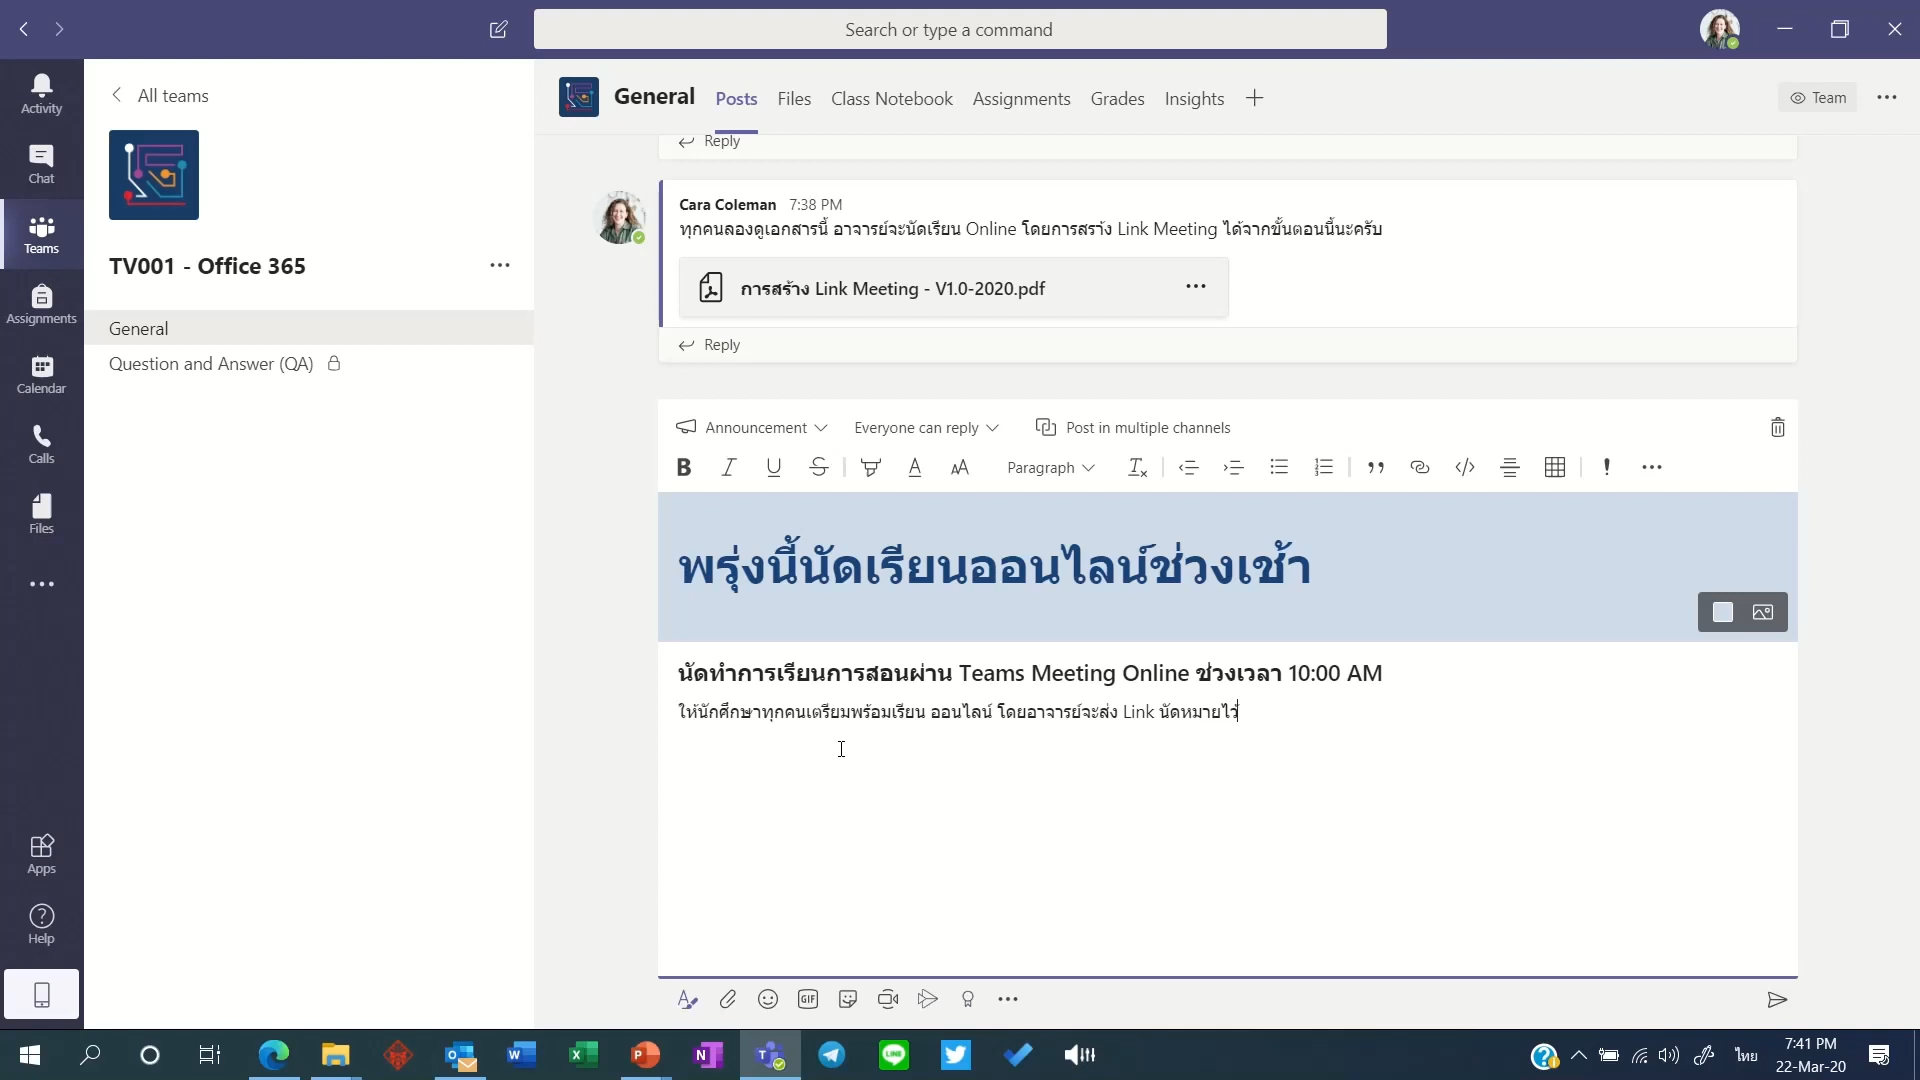 Search or type a command
Activity
Chat
Teams
Assignments
Calendar
Calls
Files
Apps
Help
All teams
TV001 - Office 365
General
Question and Answer (QA)
General Posts Files Class Notebook Assignments Grades Insights
Team
Reply
Cara Coleman 7:38 PM
ทุกคนลองดูเอกสารนี้ อาจารย์จะนัดเรียน Online โดยการสร้าง Link Meeting ได้จากขั้นตอนนี้นะครับ
การสร้าง Link Meeting - V1.0-2020.pdf
Reply
Announcement Everyone can reply Post in multiple channels
Paragraph
พรุ่งนี้นัดเรียนออนไลน์ช่วงเช้า
นัดทำการเรียนการสอนผ่าน Teams Meeting Online ช่วงเวลา 10:00 AM
ให้นักศึกษาทุกคนเตรียมพร้อมเรียน ออนไลน์ โดยอาจารย์จะส่ง Link นัดหมายไว้
GIF
ไทย
7:41 PM
22-Mar-20